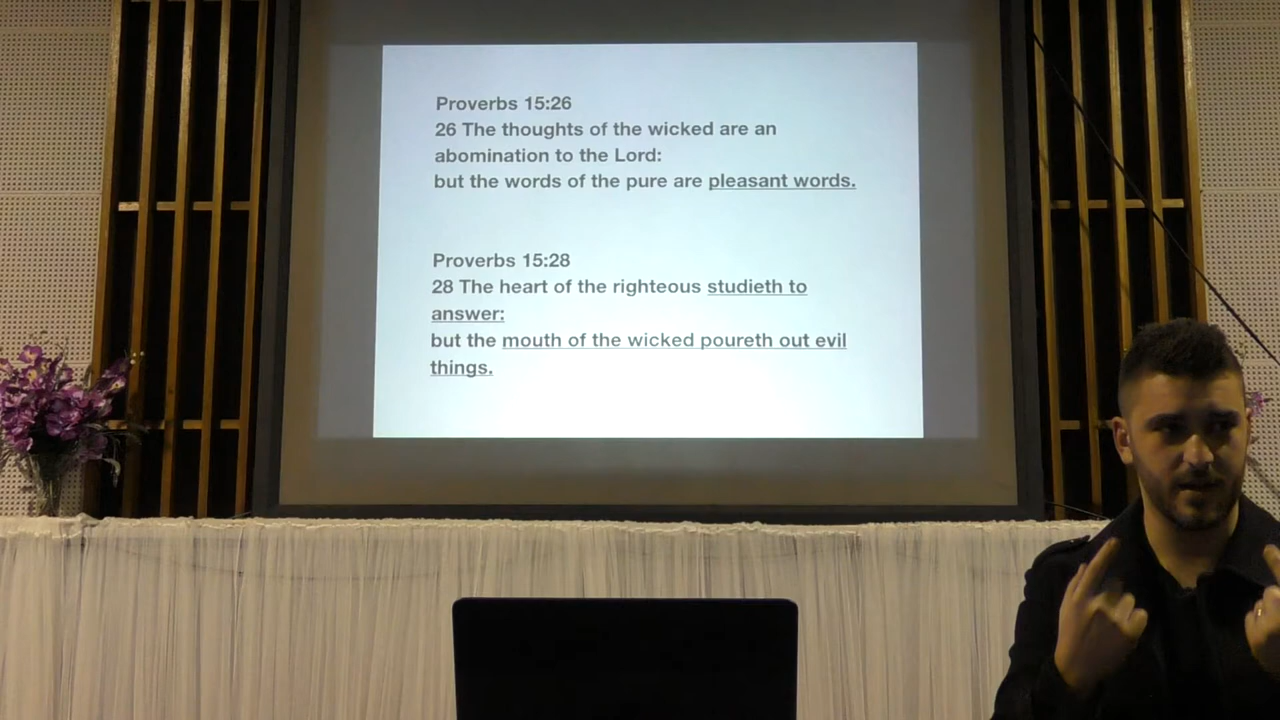 Proverbs 15:26
26 The thoughts of the wicked are an
abomination to the Lord:
but the words of the pure are pleasant words.
Proverbs 15:28
28 The heart of the righteous studieth to
answer:
but the mouth of the wicked poureth out evil
things.